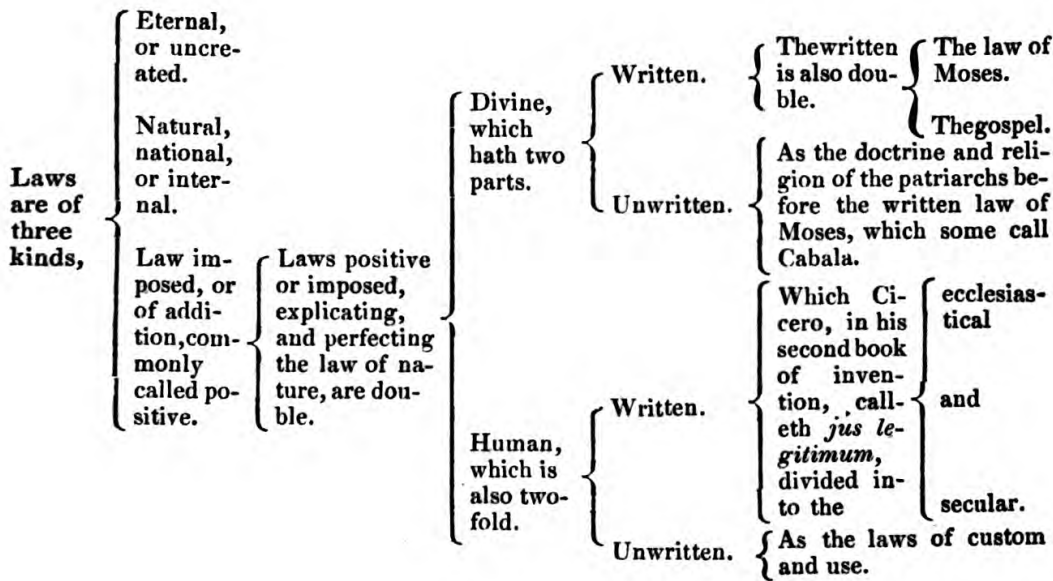 Laws
are of
three
kinds,
Eternal,
or uncre-
ated.
Natural,
national,
or inter-
nal.
Law im-
posed, or
of addi-
tion,com-
monly
called po-
sitive.
Laws positive
or imposed,
explicating,
and perfecting
the law of na-
ture, are dou-
ble.
Divine,
which
hath two
parts.
Written.
Thewritten
is also dou-
ble.
The law of
Moses.
Thegospel.
Unwritten.
As the doctrine and reli-
gion of the patriarchs be-
fore the written law of
Moses, which some call
Cabala.
Human,
which is
also two-
fold.
Written.
Which Ci-
cero, in his
second book
of inven-
tion, call-
eth jus le-
gitimum,
divided in-
to the
ecclesias-
tical
and
secular.
Unwritten.
As the laws of custom
and use.